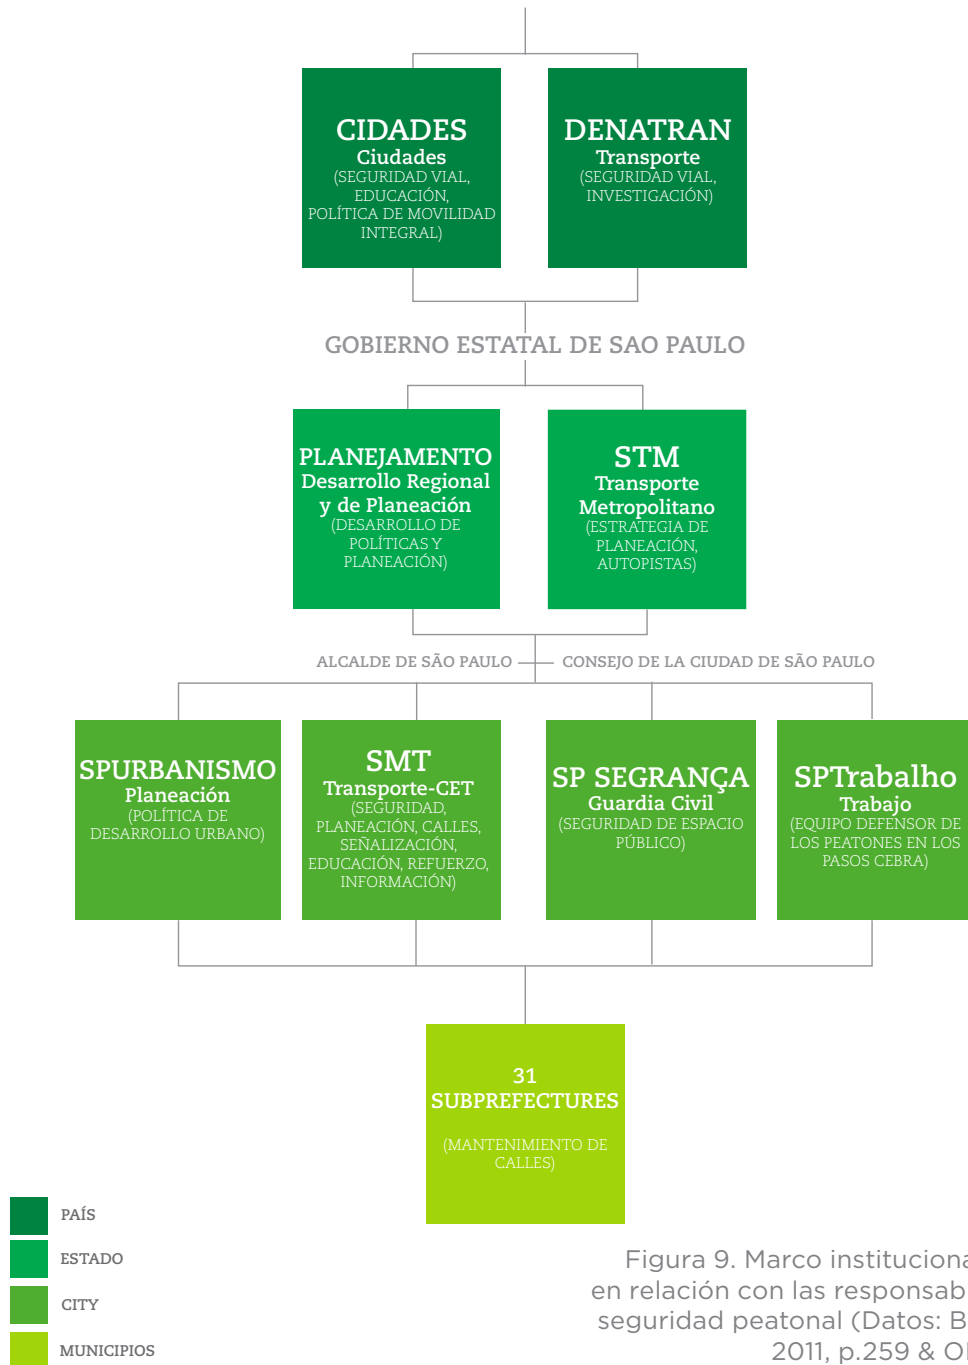 CIDADES
Ciudades
(SEGURIDAD VIAL,
EDUCACIÓN,
POLÍTICA DE MOVILIDAD
INTEGRAL)
DENATRAN
Transporte
(SEGURIDAD VIAL,
INVESTIGACIÓN)
GOBIERNO ESTATAL DE SAO PAULO
PLANEJAMENTO
Desarrollo Regional
y de Planeación
(DESARROLLO DE
POLÍTICAS Y
PLANEACIÓN)
STM
Transporte
Metropolitano
(ESTRATEGIA DE
PLANEACIÓN,
AUTOPISTAS)
ALCALDE DE SÃO PAULO
CONSEJO DE LA CIUDAD DE SÃO PAULO
SPURBANISMO
Planeación
(POLÍTICA DE
DESARROLLO URBANO)
SMT
Transporte-CET
(SEGURIDAD,
PLANEACIÓN, CALLES,
SEÑALIZACIÓN,
EDUCACIÓN, REFUERZO,
INFORMACIÓN)
SP SEGRANÇA
Guardia Civil
(SEGURIDAD DE ESPACIO
PÚBLICO)
SPTrabalho
Trabajo
(EQUIPO DEFENSOR DE
LOS PEATONES EN LOS
PASOS CEBRA)
31
SUBPREFECTURES
(MANTENIMIENTO DE
CALLES)
PAÍS
ESTADO
CITY
MUNICIPIOS
Figura 9. Marco instituciona
en relación con las responsab
seguridad peatonal (Datos: B
2011, p.259 &